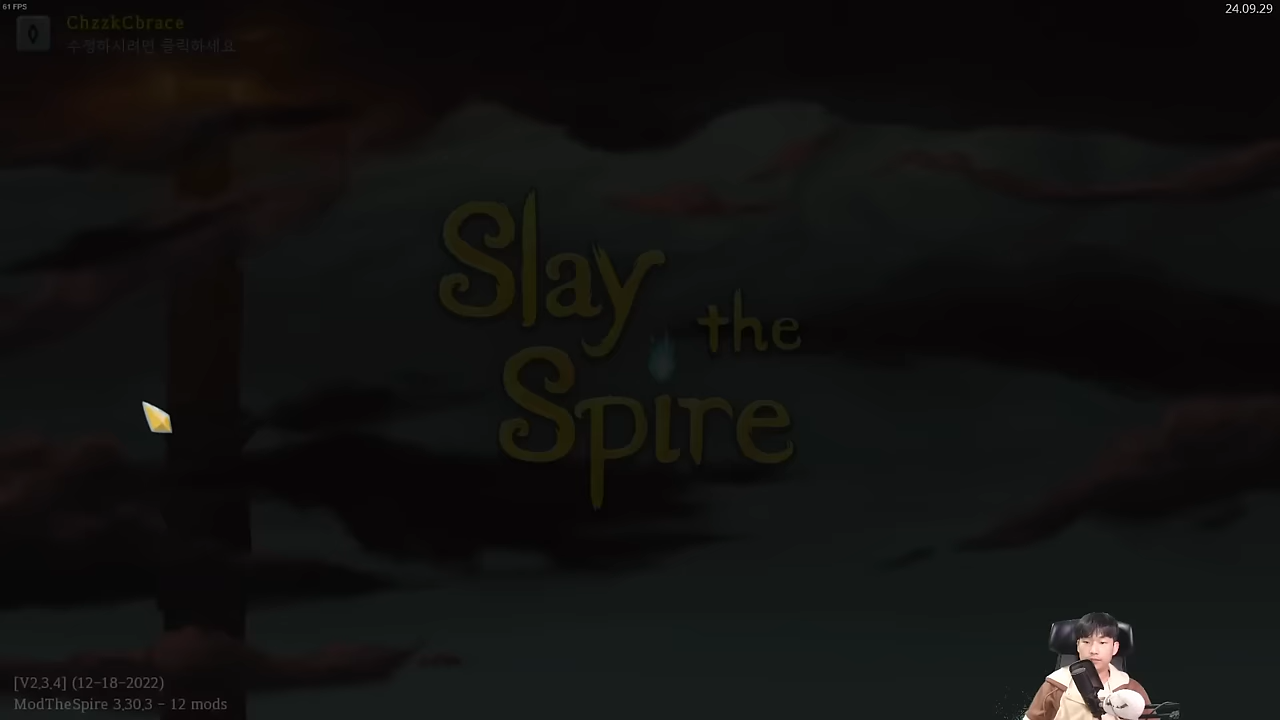 61 FPS
24.09.29
ChzzkCbrace
수정하시려면 클릭하세요
Slay
the
Spire
[V2.3.4] (12-18-2022)
ModTheSpire 3.30.3 - 12 mods